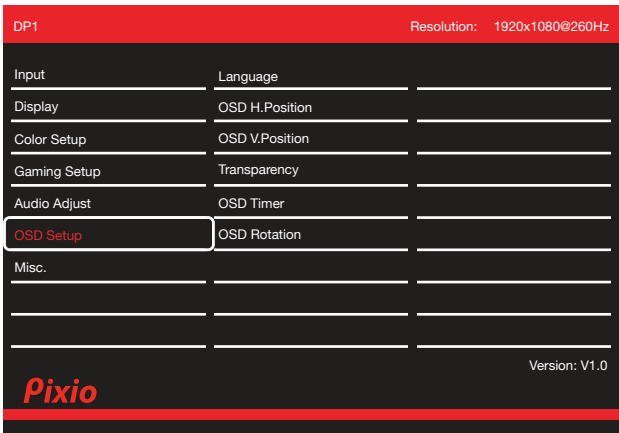 DP1 Resolution: 1920x1080@260Hz
Input Language
Display OSD H.Position
Color Setup OSD V.Position
Gaming Setup Transparency
Audio Adjust OSD Timer
OSD Setup OSD Rotation
Misc.
Version: V1.0
Pixio